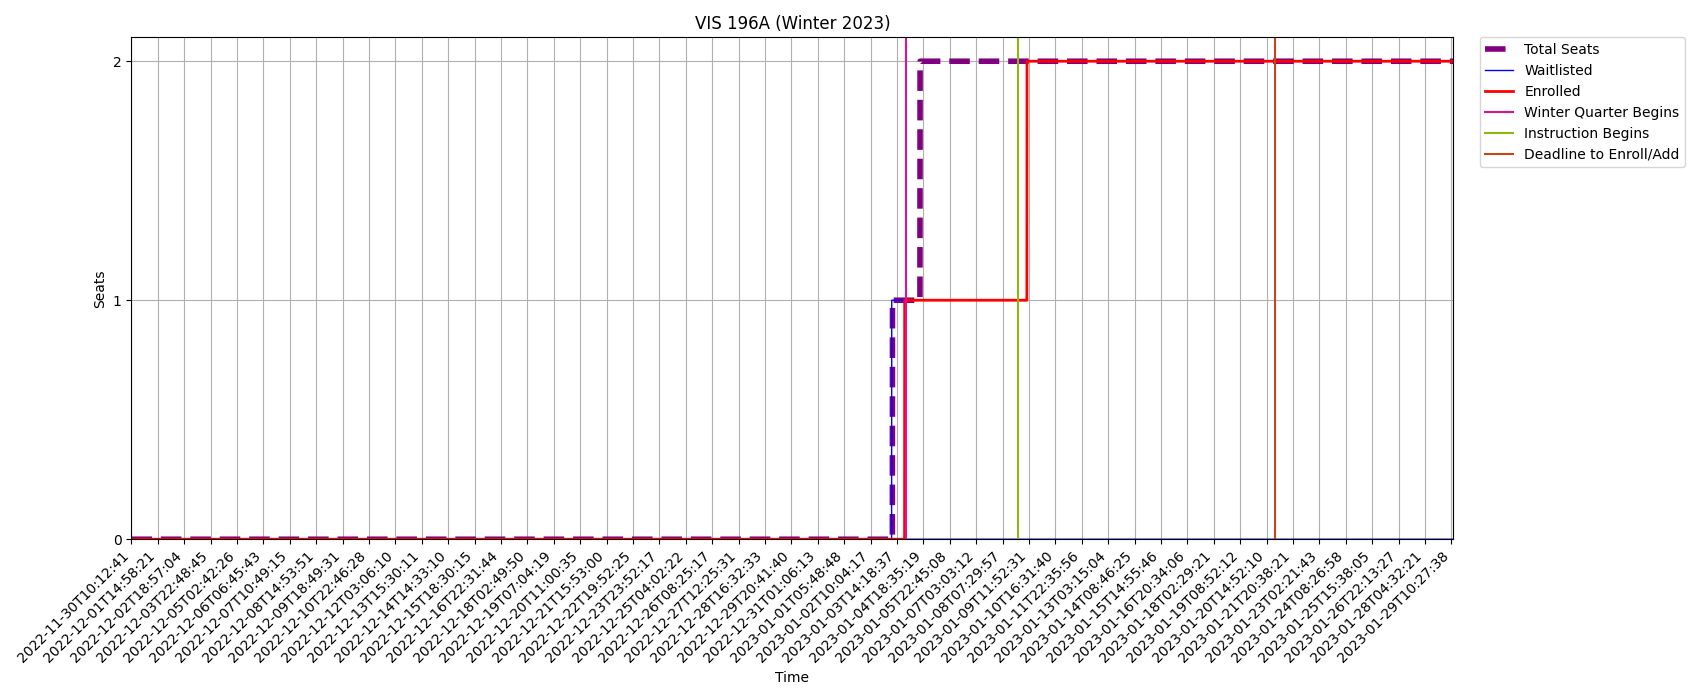 VIS 196A (Winter 2023)
Total Seats
Waitlisted
Enrolled
Winter Quarter Begins
Instruction Begins
Deadline to Enroll/Add
Seats
2
1
0
2022-11-30T10:12:41
2022-12-01T14:58:21
2022-12-02T18:57:04
2022-12-03T22:48:45
2022-12-05T02:42:26
2022-12-06T06:45:43
2022-12-07T10:49:15
2022-12-08T14:53:51
2022-12-09T18:49:31
2022-12-10T22:46:28
2022-12-12T03:06:10
2022-12-13T15:30:11
2022-12-14T14:33:10
2022-12-15T18:30:15
2022-12-16T22:31:44
2022-12-18T02:49:50
2022-12-19T07:04:19
2022-12-20T11:00:35
2022-12-21T15:53:00
2022-12-22T19:52:25
2022-12-23T23:52:17
2022-12-25T04:02:22
2022-12-26T08:25:17
2022-12-27T12:25:31
2022-12-28T16:32:33
2022-12-29T20:41:40
2022-12-31T01:06:13
2023-01-01T05:48:48
2023-01-02T10:04:17
2023-01-03T14:18:37
2023-01-04T18:35:19
2023-01-05T22:45:08
2023-01-07T03:03:12
2023-01-08T07:29:57
2023-01-09T11:52:31
2023-01-10T16:31:40
2023-01-11T22:35:56
2023-01-13T03:15:04
2023-01-14T08:46:25
2023-01-15T14:55:46
2023-01-16T20:34:06
2023-01-18T02:29:21
2023-01-19T08:52:12
2023-01-20T14:52:10
2023-01-21T20:38:21
2023-01-23T02:21:43
2023-01-24T08:26:58
2023-01-25T15:38:05
2023-01-26T22:13:27
2023-01-28T04:32:21
2023-01-29T10:27:38
Time